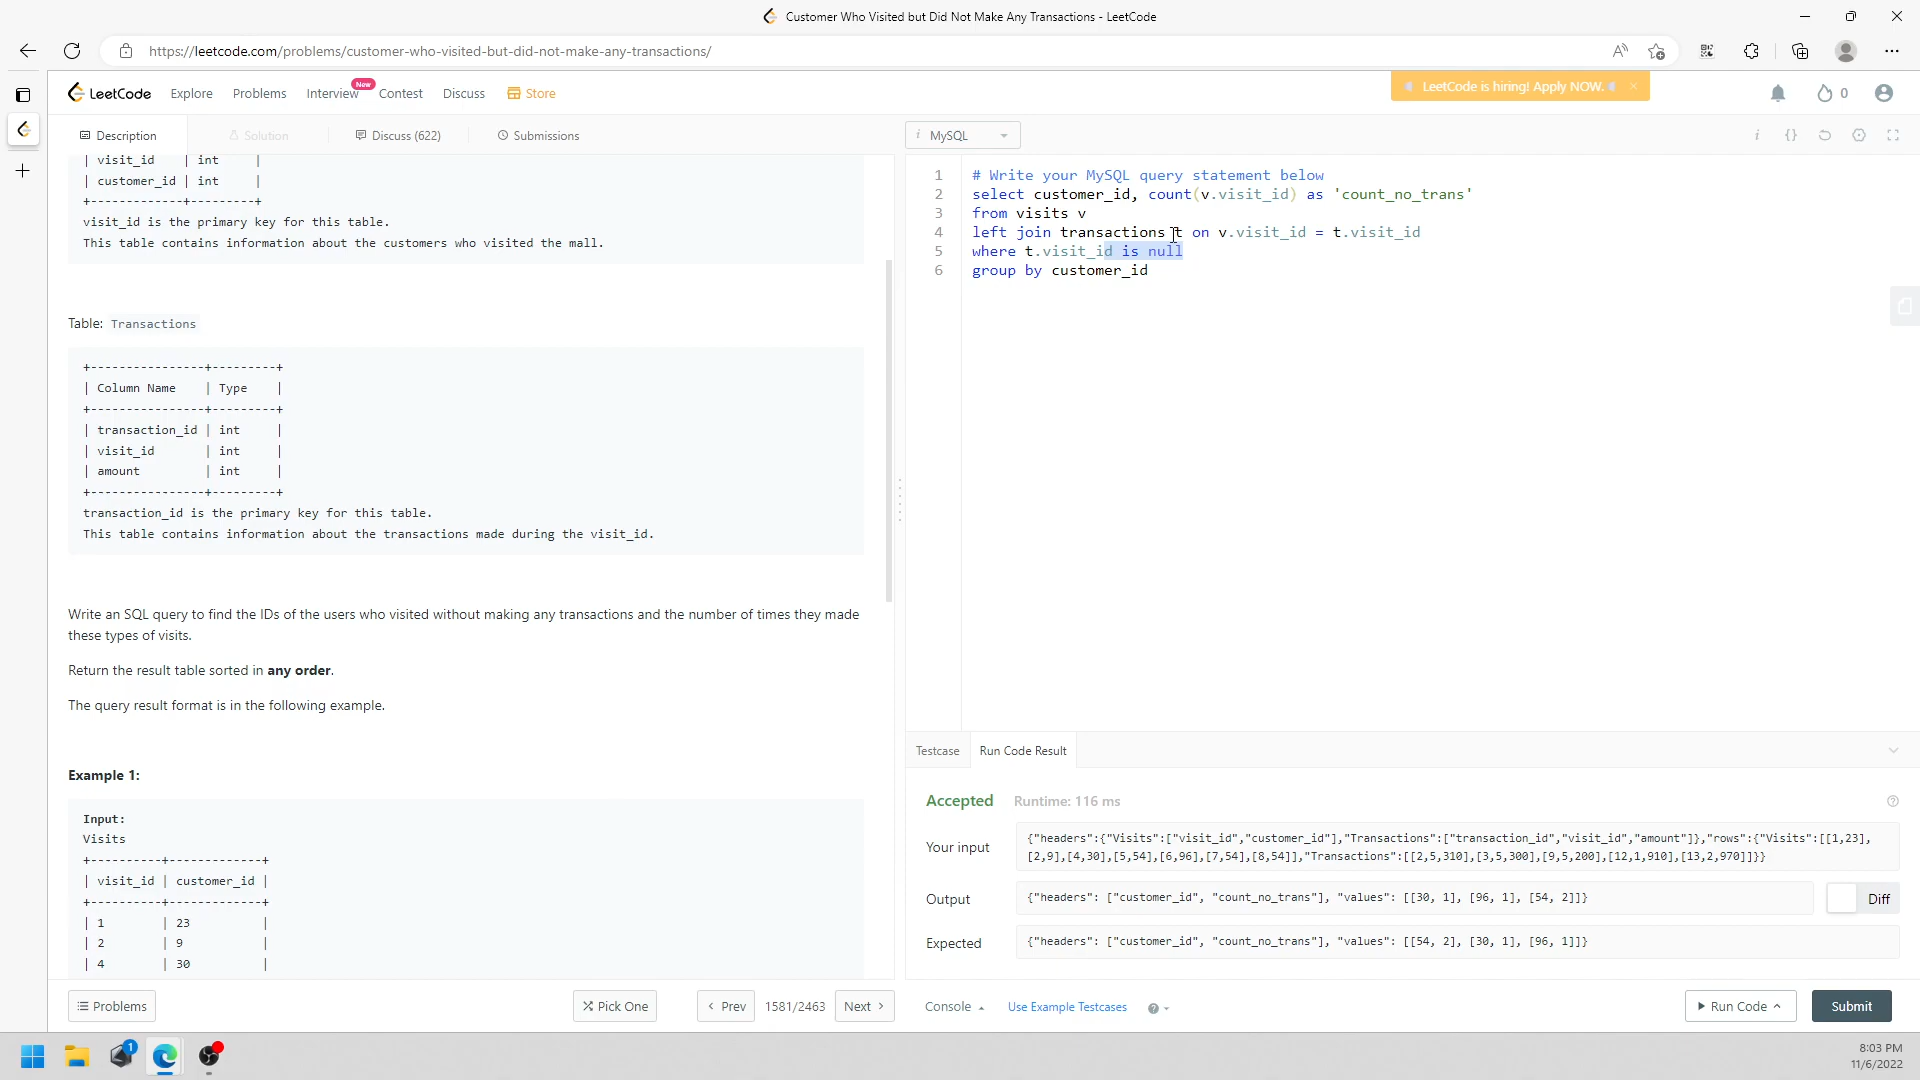 Customer Who Visited but Did Not Make Any Transactions - LeetCode
https://leetcode.com/problems/customer-who-visited-but-did-not-make-any-transactions/
LeetCode Explore Problems Interview New Contest Discuss Store
LeetCode is hiring! Apply NOW.
0
Description Solution Discuss (622) Submissions
| visit_id | int |
| customer_id | int |
+-------------+---------+
visit_id is the primary key for this table.
This table contains information about the customers who visited the mall.
Table: Transactions
+----------------+---------+
| Column Name | Type |
+----------------+---------+
| transaction_id | int |
| visit_id | int |
| amount | int |
+----------------+---------+
transaction_id is the primary key for this table.
This table contains information about the transactions made during the visit_id.
Write an SQL query to find the IDs of the users who visited without making any transactions and the number of times they made
these types of visits.
Return the result table sorted in any order.
The query result format is in the following example.
Example 1:
Input:
Visits
+----------+-------------+
| visit_id | customer_id |
+----------+-------------+
| 1 | 23 |
| 2 | 9 |
| 4 | 30 |
Problems Pick One < Prev 1581/2463 Next >
i MySQL
i {}
1 # Write your MySQL query statement below
2 select customer_id, count(v.visit_id) as 'count_no_trans'
3 from visits v
4 left join transactions t on v.visit_id = t.visit_id
5 where t.visit_id is null
6 group by customer_id
Testcase Run Code Result
Accepted Runtime: 116 ms
Your input
{"headers":{"Visits":["visit_id","customer_id"],"Transactions":["transaction_id","visit_id","amount"]},"rows":{"Visits":[[1,23],
[2,9],[4,30],[5,54],[6,96],[7,54],[8,54]],"Transactions":[[2,5,310],[3,5,300],[9,5,200],[12,1,910],[13,2,970]]}}
Output {"headers": ["customer_id", "count_no_trans"], "values": [[30, 1], [96, 1], [54, 2]]}
Diff
Expected {"headers": ["customer_id", "count_no_trans"], "values": [[54, 2], [30, 1], [96, 1]]}
Console Use Example Testcases ? Run Code Submit
1
8:03 PM
11/6/2022